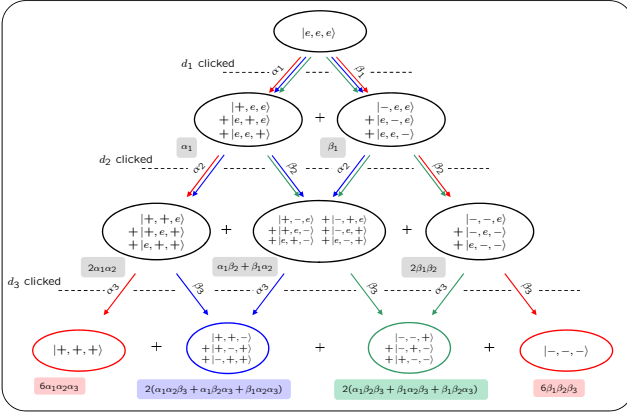 |e, e, e⟩
d₁ clicked
α₁
β₁
|+, e, e⟩
+ |e, +, e⟩
+ |e, e, +⟩
+
|−, e, e⟩
+ |e, −, e⟩
+ |e, e, −⟩
α₁
β₁
d₂ clicked
α₂
β₂
α₂
β₂
|+, +, e⟩
+ |+, e, +⟩
+ |e, +, +⟩
+
|+, −, e⟩ + |−, +, e⟩
+ |+, e, −⟩ + |−, e, +⟩
+ |e, +, −⟩ + |e, −, +⟩
+
|−, −, e⟩
+ |−, e, −⟩
+ |e, −, −⟩
2α₁α₂
α₁β₂ + β₁α₂
2β₁β₂
d₃ clicked
α₃
β₃
α₃
β₃
α₃
β₃
|+, +, +⟩
+
|+, +, −⟩
+ |+, −, +⟩
+ |−, +, +⟩
+
|−, −, +⟩
+ |−, +, −⟩
+ |+, −, −⟩
+
|−, −, −⟩
6α₁α₂α₃
2(α₁α₂β₃ + α₁β₂α₃ + β₁α₂α₃)
2(α₁β₂β₃ + β₁α₂β₃ + β₁β₂α₃)
6β₁β₂β₃